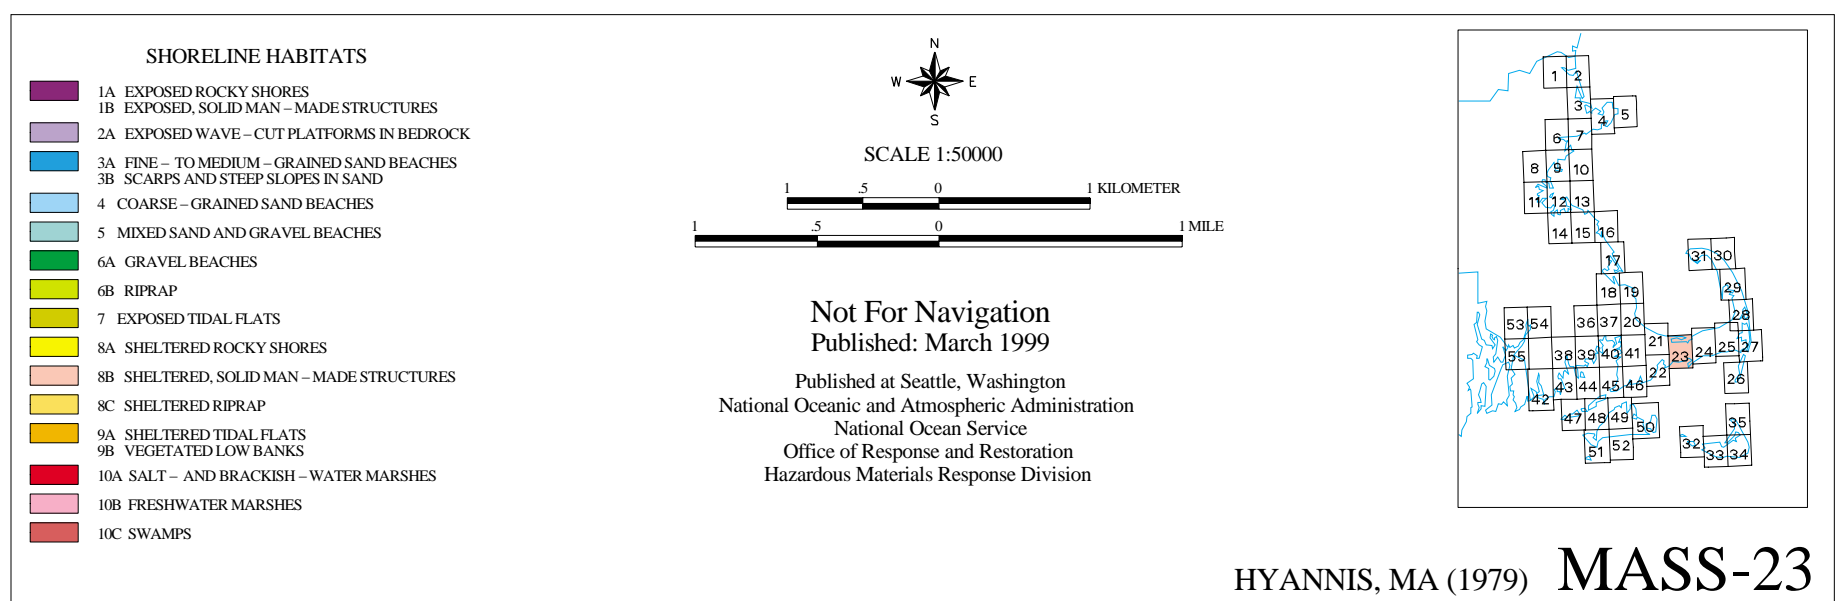 SHORELINE HABITATS
1A EXPOSED ROCKY SHORES
1B EXPOSED, SOLID MAN – MADE STRUCTURES
2A EXPOSED WAVE – CUT PLATFORMS IN BEDROCK
3A FINE – TO MEDIUM – GRAINED SAND BEACHES
3B SCARPS AND STEEP SLOPES IN SAND
4 COARSE – GRAINED SAND BEACHES
5 MIXED SAND AND GRAVEL BEACHES
6A GRAVEL BEACHES
6B RIPRAP
7 EXPOSED TIDAL FLATS
8A SHELTERED ROCKY SHORES
8B SHELTERED, SOLID MAN – MADE STRUCTURES
8C SHELTERED RIPRAP
9A SHELTERED TIDAL FLATS
9B VEGETATED LOW BANKS
10A SALT – AND BRACKISH – WATER MARSHES
10B FRESHWATER MARSHES
10C SWAMPS
N
W E
S
SCALE 1:50000
1 .5 0 1 KILOMETER
1 .5 0 1 MILE
Not For Navigation
Published: March 1999
Published at Seattle, Washington
National Oceanic and Atmospheric Administration
National Ocean Service
Office of Response and Restoration
Hazardous Materials Response Division
1 2
3 4 5
6 7
8 9 10
11 12 13
14 15 16
17
31 30
18 19 29
28
53 54 36 37 20
21
55 38 39 40 41 23 24 25 27
22
42 43 44 45 46 26
47 48 49 50 35
51 52 32 33 34
HYANNIS, MA (1979) MASS-23